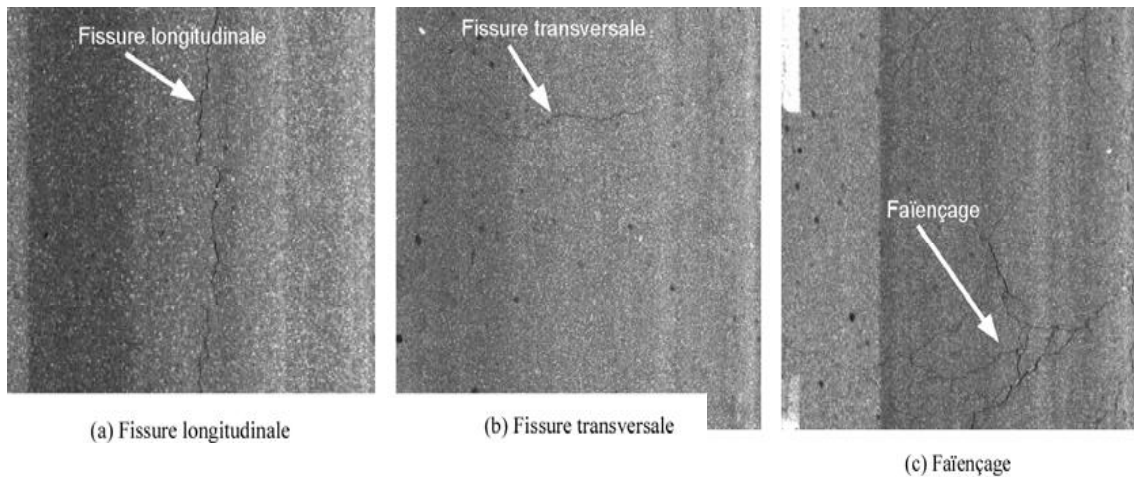 Fissure longitudinale
Fissure transversale
Faïençage
(a) Fissure longitudinale
(b) Fissure transversale
(c) Faïençage